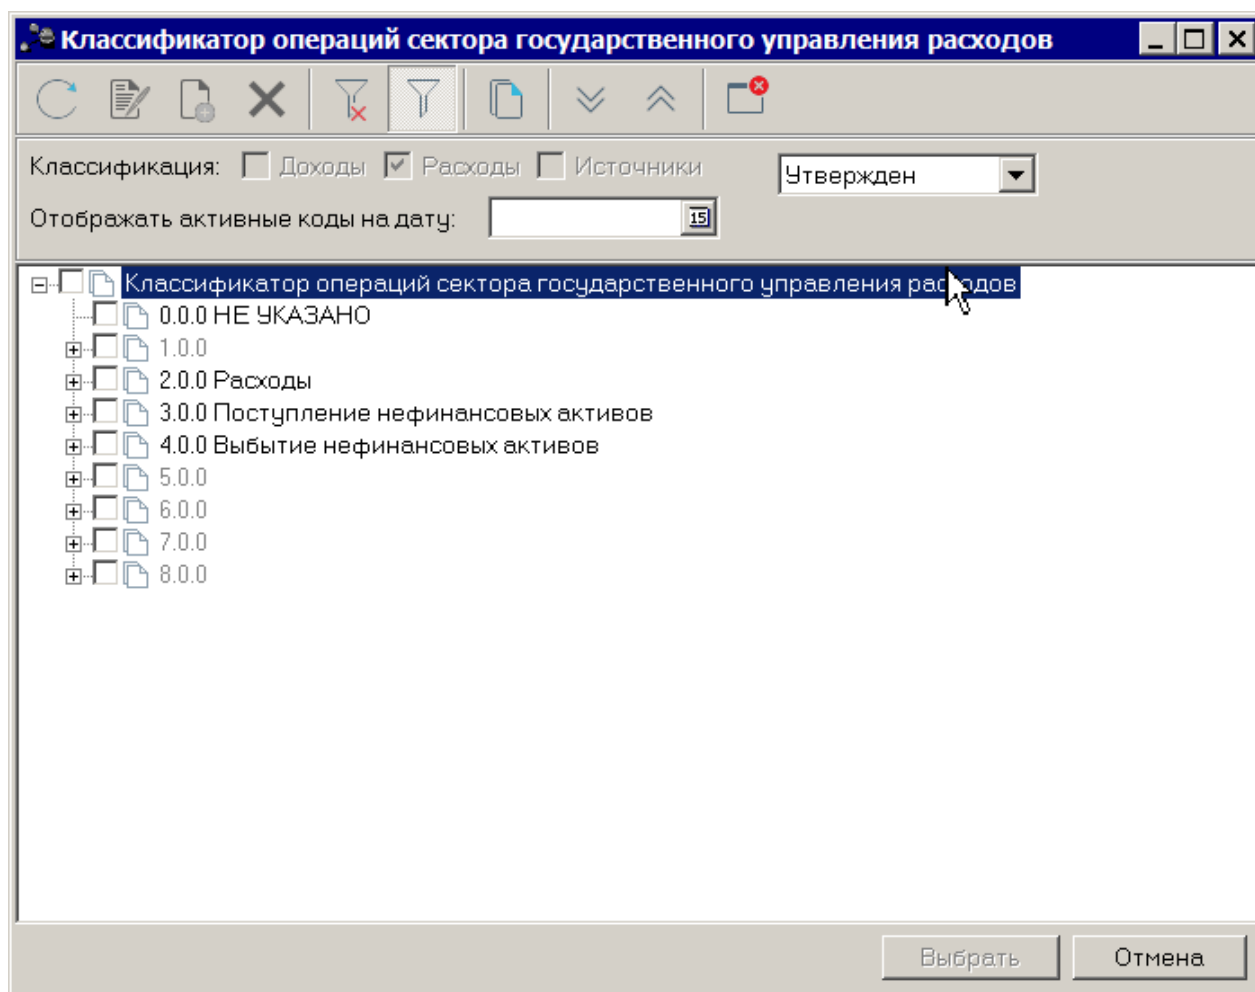 Классификатор операций сектора государственного управления расходов
Классификация: Доходы Расходы Источники Утвержден
Отображать активные коды на дату: 15
Классификатор операций сектора государственного управления расходов
0.0.0 НЕ УКАЗАНО
1.0.0
2.0.0 Расходы
3.0.0 Поступление нефинансовых активов
4.0.0 Выбытие нефинансовых активов
5.0.0
6.0.0
7.0.0
8.0.0
Выбрать Отмена